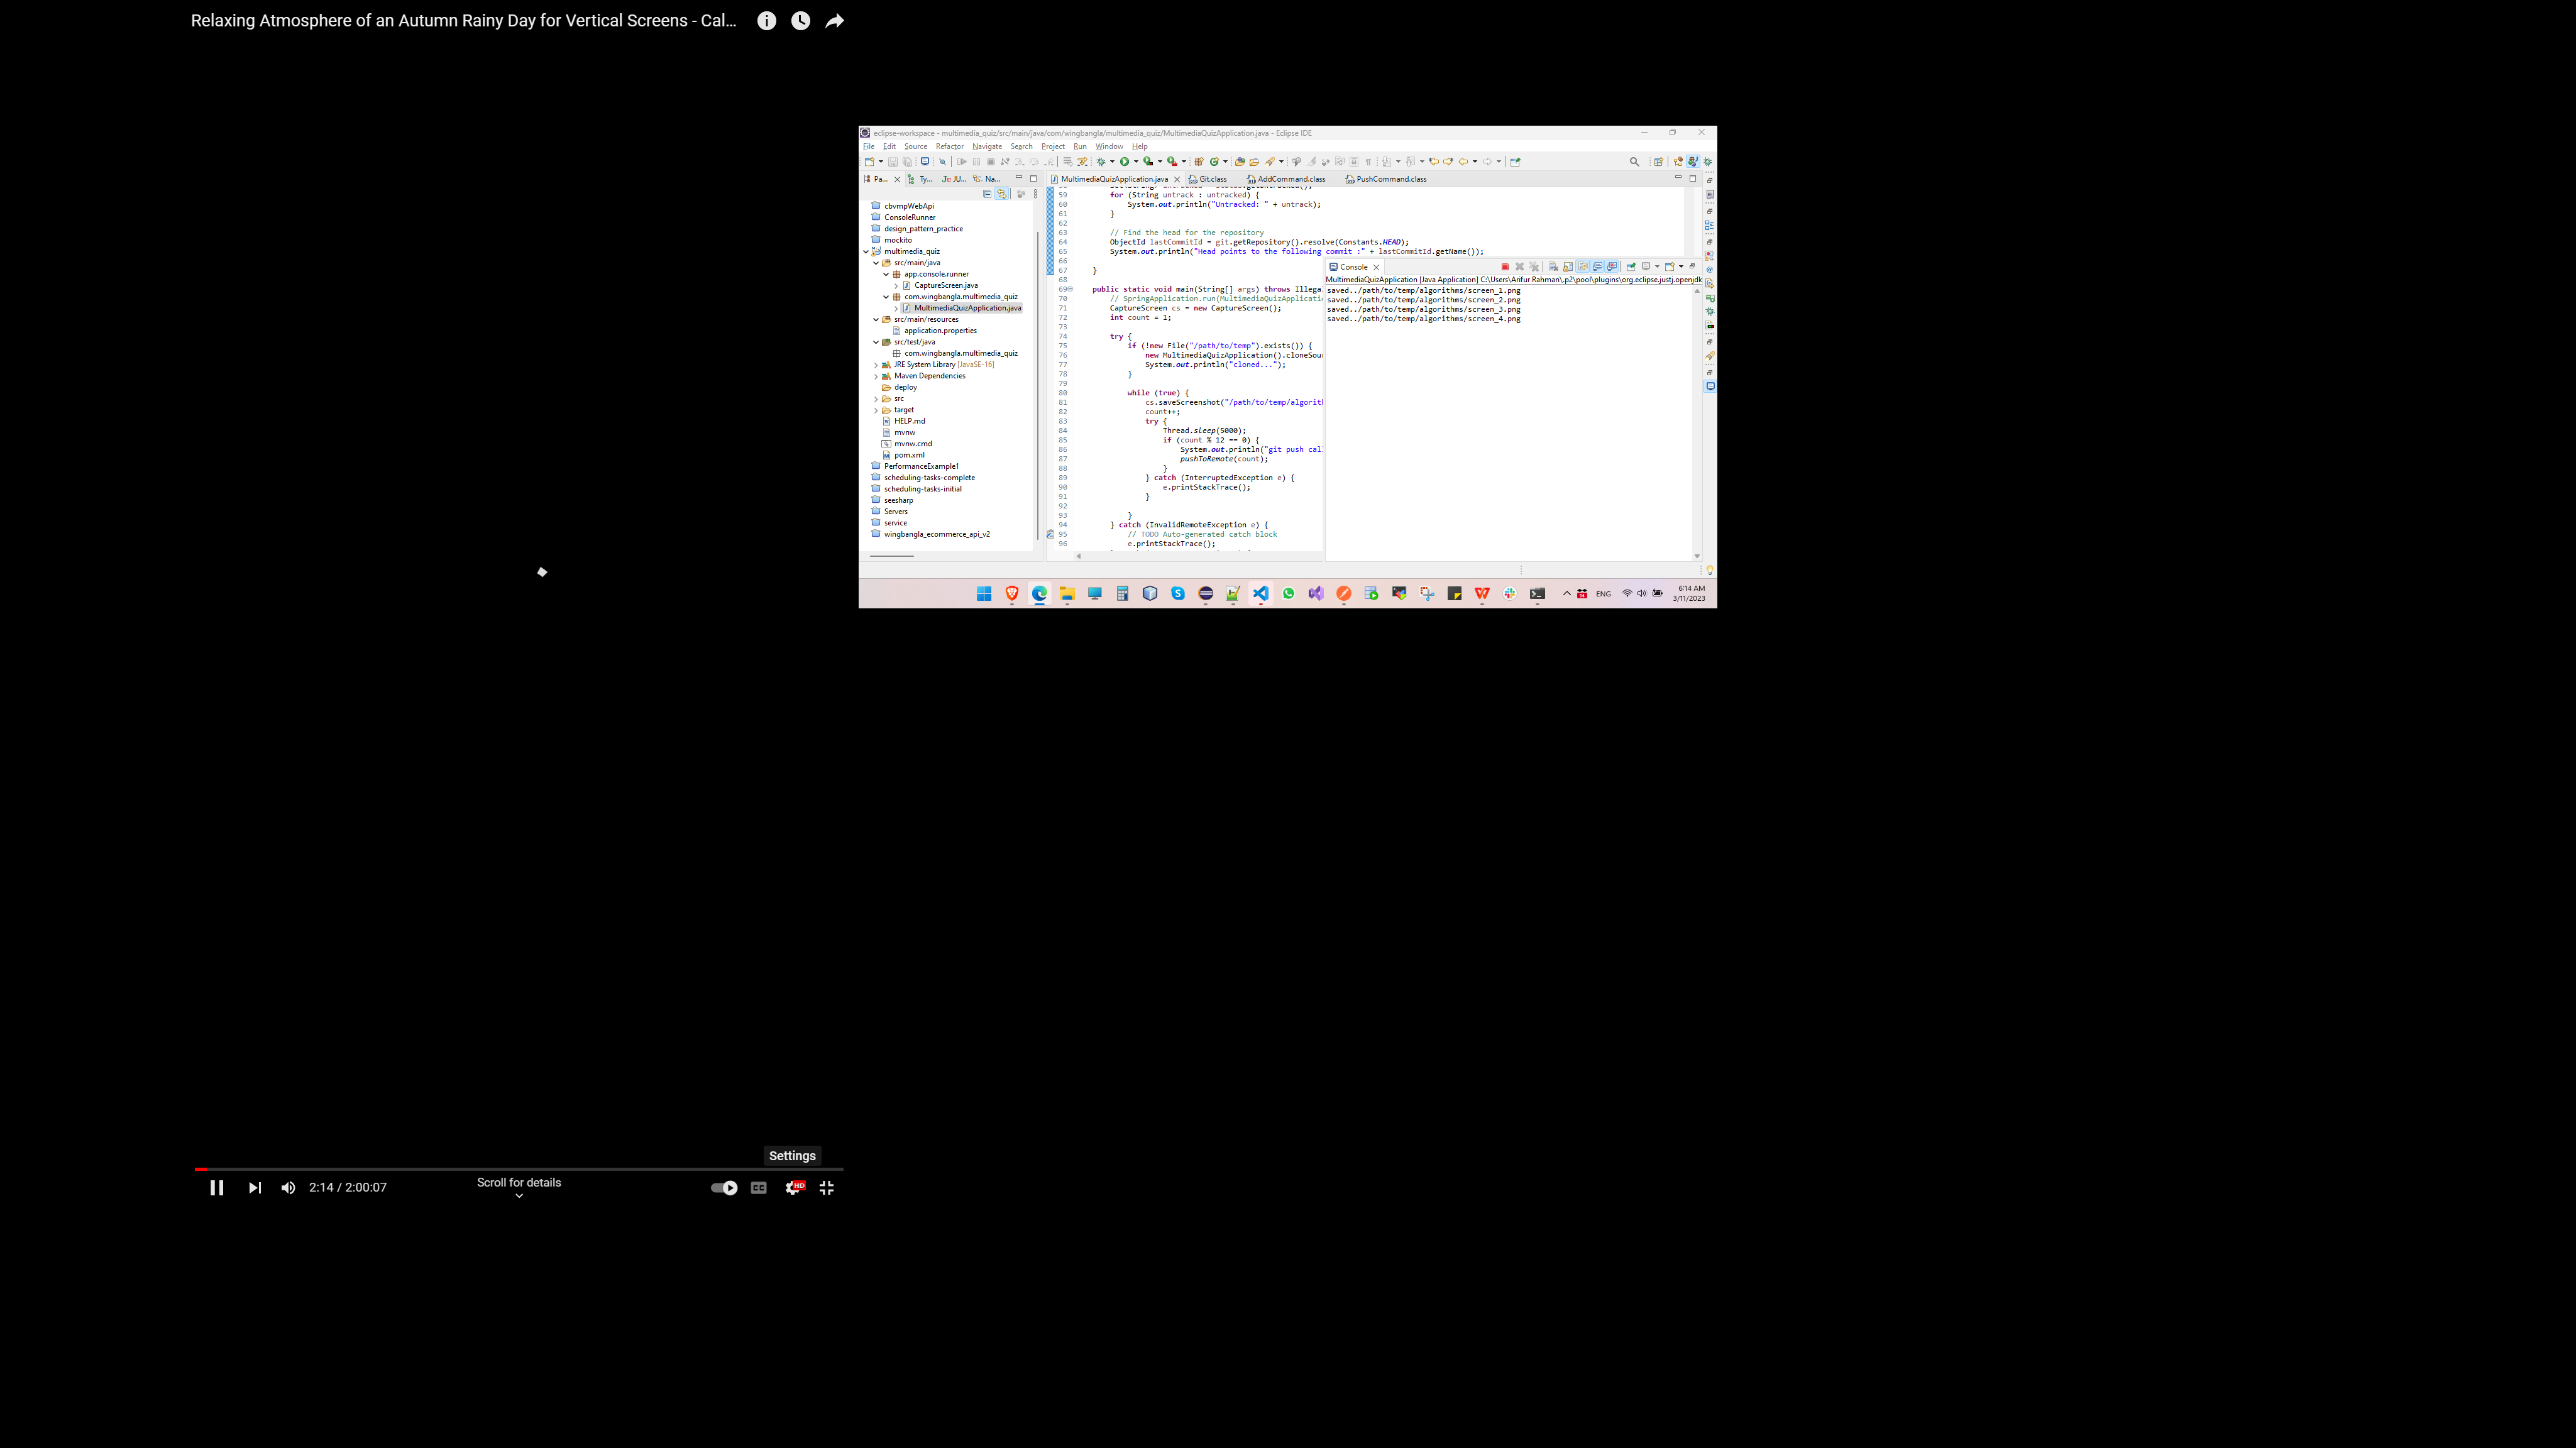 Relaxing Atmosphere of an Autumn Rainy Day for Vertical Screens - Cal...
Settings
2:14 / 2:00:07
Scroll for details
CC
HD
eclipse-workspace - multimedia_quiz/src/main/java/com/wingbangla/multimedia_quiz/MultimediaQuizApplication.java - Eclipse IDE
File Edit Source Refactor Navigate Search Project Run Window Help
Pa... Ty... JU... Na...
cbvmpWebApi
ConsoleRunner
design_pattern_practice
mockito
multimedia_quiz
src/main/java
app.console.runner
CaptureScreen.java
com.wingbangla.multimedia_quiz
MultimediaQuizApplication.java
src/main/resources
application.properties
src/test/java
com.wingbangla.multimedia_quiz
JRE System Library [JavaSE-16]
Maven Dependencies
deploy
src
target
HELP.md
mvnw
mvnw.cmd
pom.xml
PerformanceExample1
scheduling-tasks-complete
scheduling-tasks-initial
seesharp
Servers
service
wingbangla_ecommerce_api_v2
MultimediaQuizApplication.java Git.class AddCommand.class PushCommand.class
59 for (String untrack : untracked) {
60 System.out.println("Untracked: " + untrack);
61 }
62
63 // Find the head for the repository
64 ObjectId lastCommitId = git.getRepository().resolve(Constants.HEAD);
65 System.out.println("Head points to the following commit :" + lastCommitId.getName());
66
67 }
68
69 public static void main(String[] args) throws Illega
70 // SpringApplication.run(MultimediaQuizApplicati
71 CaptureScreen cs = new CaptureScreen();
72 int count = 1;
73
74 try {
75 if (!new File("/path/to/temp").exists()) {
76 new MultimediaQuizApplication().cloneSou
77 System.out.println("cloned...");
78 }
79
80 while (true) {
81 cs.saveScreenshot("/path/to/temp/algorith
82 count++;
83 try {
84 Thread.sleep(5000);
85 if (count % 12 == 0) {
86 System.out.println("git push cal
87 pushToRemote(count);
88 }
89 } catch (InterruptedException e) {
90 e.printStackTrace();
91 }
92
93 }
94 } catch (InvalidRemoteException e) {
95 // TODO Auto-generated catch block
96 e.printStackTrace();
Console
MultimediaQuizApplication [Java Application] C:\Users\Arifur Rahman\.p2\pool\plugins\org.eclipse.justj.openjdk
saved../path/to/temp/algorithms/screen_1.png
saved../path/to/temp/algorithms/screen_2.png
saved../path/to/temp/algorithms/screen_3.png
saved../path/to/temp/algorithms/screen_4.png
ENG
6:14 AM
3/11/2023